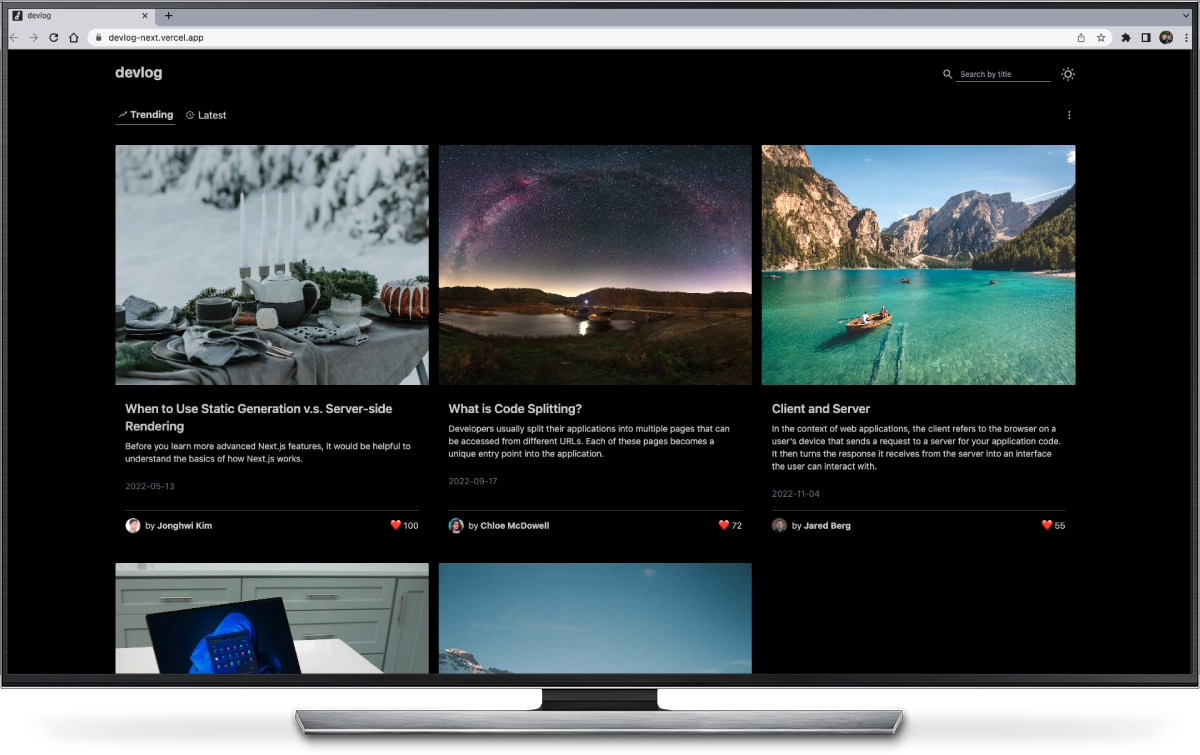 devlog
devlog-next.vercel.app
devlog
Search by title
Trending
Latest
When to Use Static Generation v.s. Server-side
Rendering
Before you learn more advanced Next.js features, it would be helpful to
understand the basics of how Next.js works.
2022-05-13
by Jonghwi Kim
❤️ 100
What is Code Splitting?
Developers usually split their applications into multiple pages that can
be accessed from different URLs. Each of these pages becomes a
unique entry point into the application.
2022-09-17
by Chloe McDowell
❤️ 72
Client and Server
In the context of web applications, the client refers to the browser on a
user's device that sends a request to a server for your application code.
It then turns the response it receives from the server into an interface
the user can interact with.
2022-11-04
by Jared Berg
❤️ 55